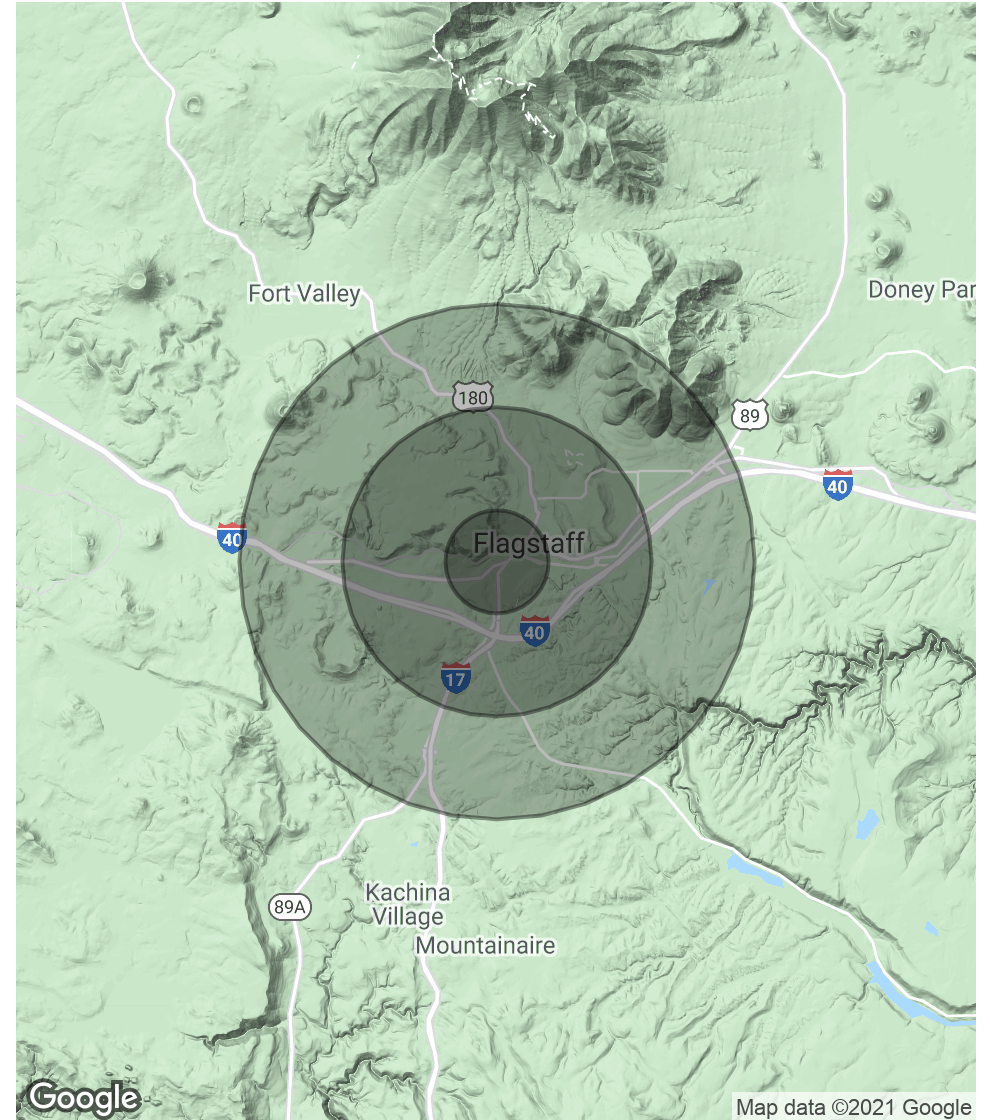 Fort Valley
Doney Par
180
89
40
40
Flagstaff
40
17
89A
Kachina
Village
Mountainaire
Google
Map data ©2021 Google